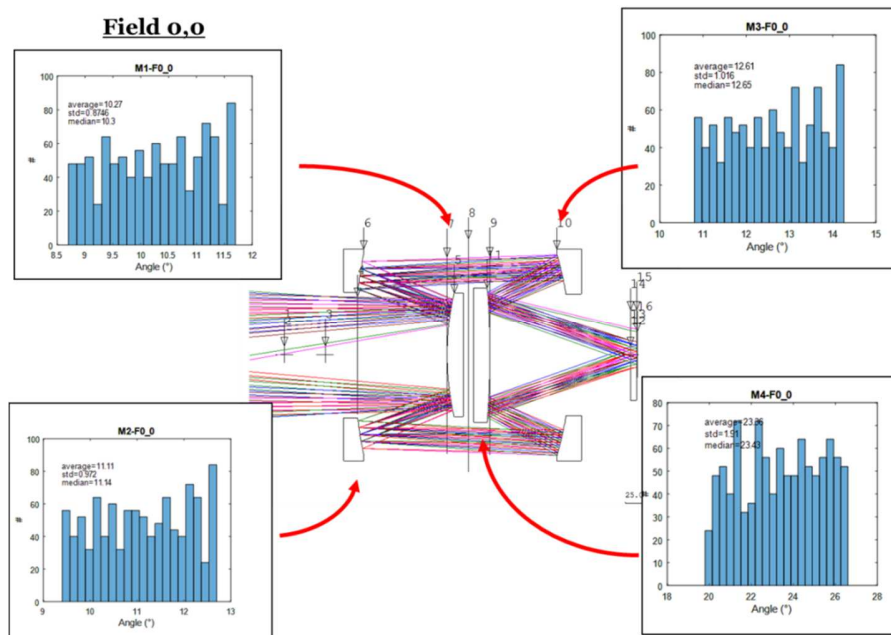 Field 0,0
M1-F0_0
average=10.27
std=0.8746
median=10.3
100
80
60
40
20
0
#
8.5 9 9.5 10 10.5 11 11.5 12
Angle (°)
M3-F0_0
average=12.61
std=1.016
median=12.65
100
80
60
40
20
0
#
10 11 12 13 14 15
Angle (°)
6
7
8
9
10
5
1
3
15
14
16
M2-F0_0
average=11.11
std=0.972
median=11.14
100
80
60
40
20
0
#
9 10 11 12 13
Angle (°)
M4-F0_0
average=23.36
std=1.91
median=23.43
80
70
60
50
40
30
20
10
0
#
18 20 22 24 26 28
Angle (°)